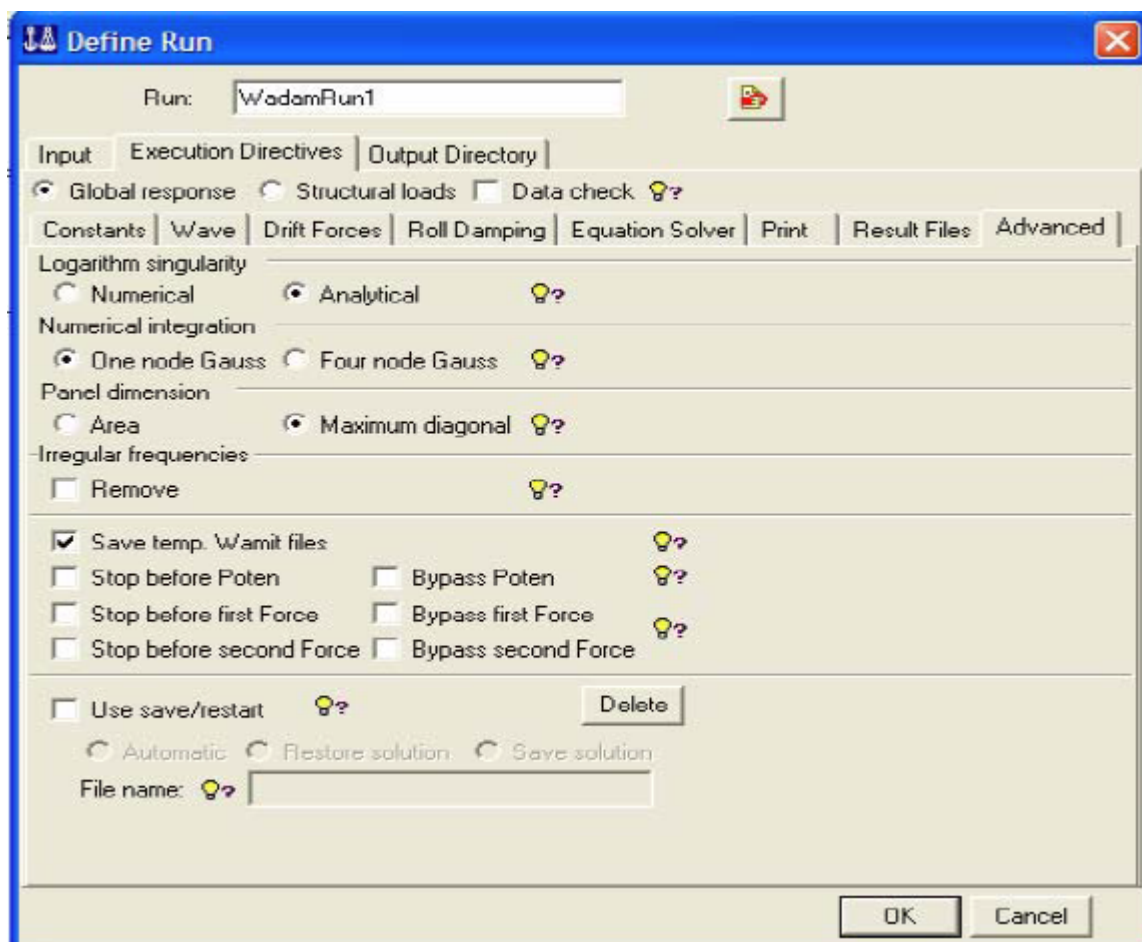 Define Run
Run: WadamRun1
Input Execution Directives Output Directory
Global response Structural loads Data check ?
Constants Wave Drift Forces Roll Damping Equation Solver Print Result Files Advanced
Logarithm singularity
Numerical Analytical ?
Numerical integration
One node Gauss Four node Gauss ?
Panel dimension
Area Maximum diagonal ?
Irregular frequencies
Remove ?
Save temp. Wamit files ?
Stop before Poten Bypass Poten ?
Stop before first Force Bypass first Force ?
Stop before second Force Bypass second Force
Use save/restart ? Delete
Automatic Restore solution Save solution
File name: ?
OK Cancel